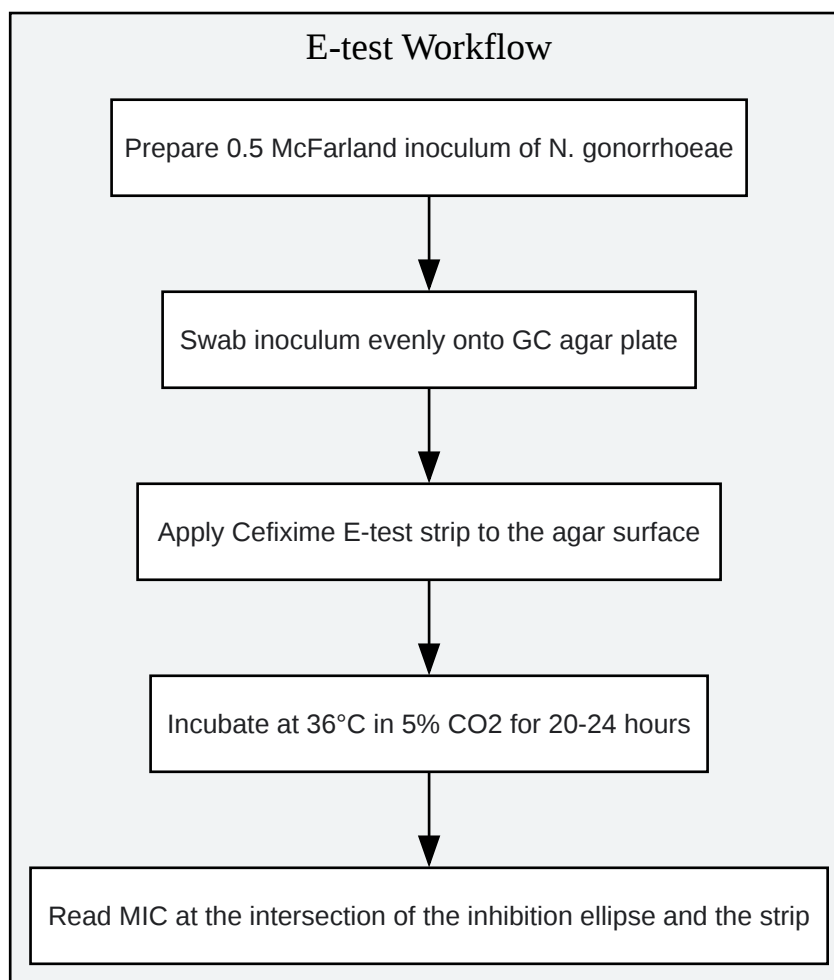 E-test Workflow
Prepare 0.5 McFarland inoculum of N. gonorrhoeae
Swab inoculum evenly onto GC agar plate
Apply Cefixime E-test strip to the agar surface
Incubate at 36°C in 5% CO2 for 20-24 hours
Read MIC at the intersection of the inhibition ellipse and the strip